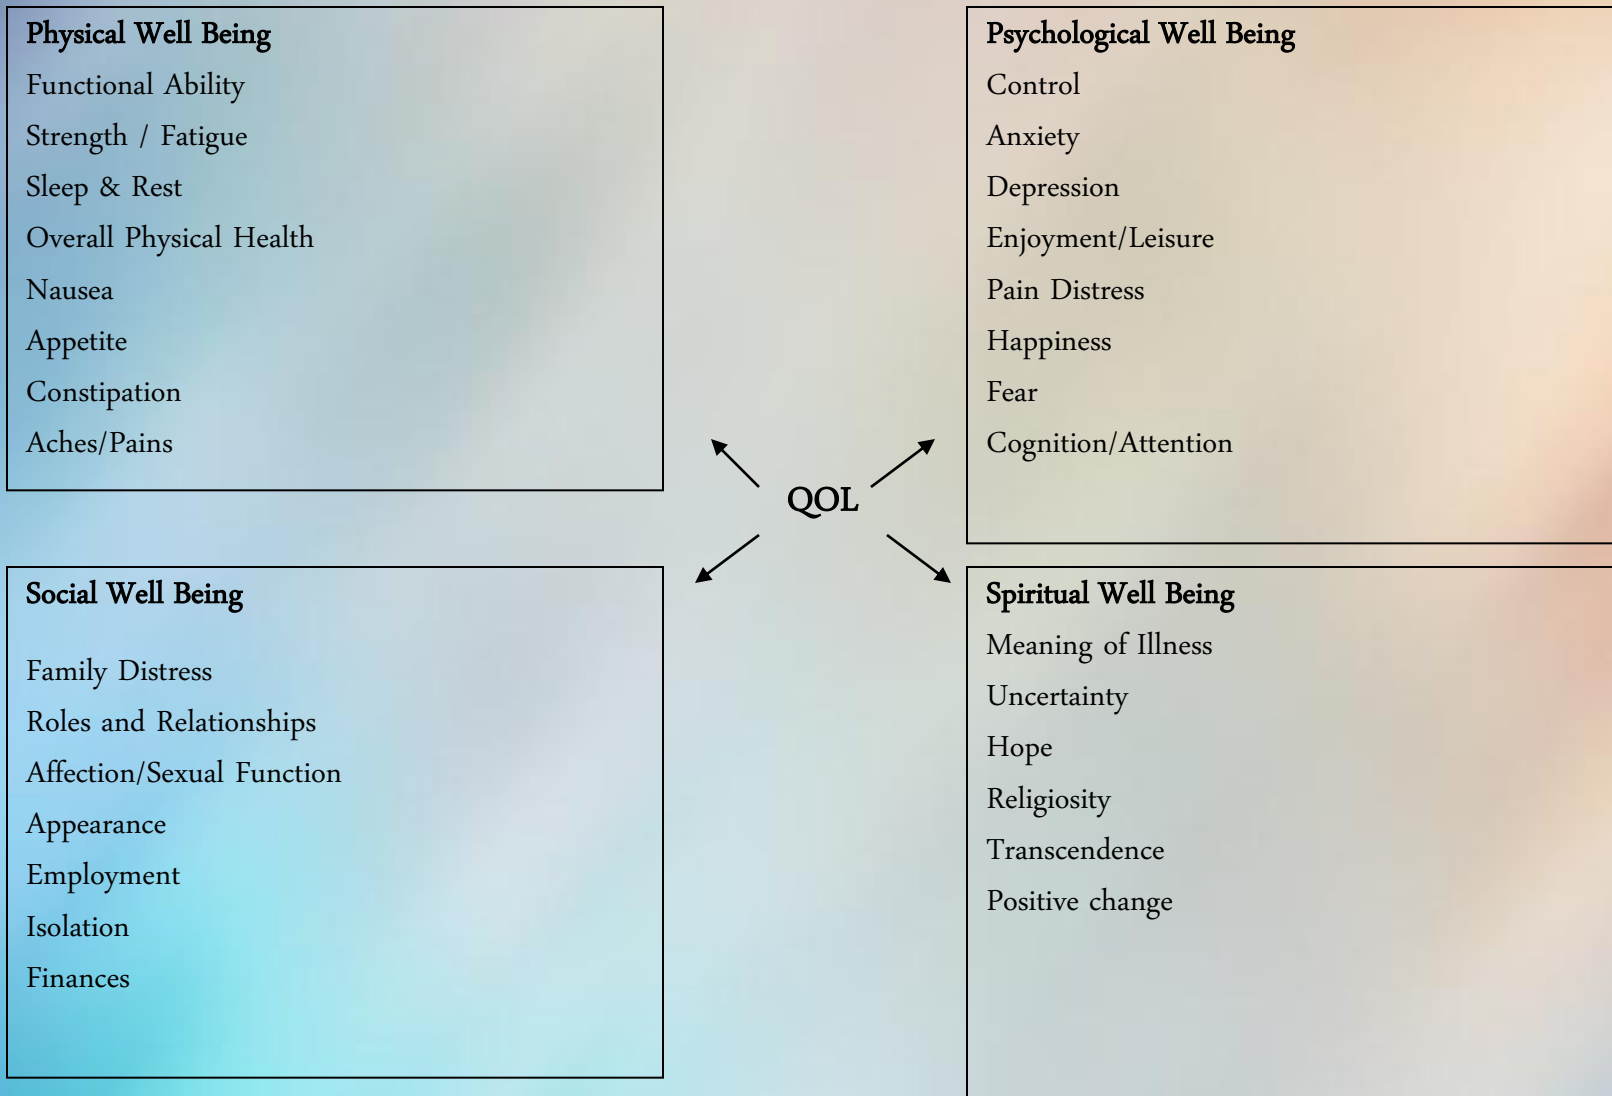 Physical Well Being
Functional Ability
Strength / Fatigue
Sleep & Rest
Overall Physical Health
Nausea
Appetite
Constipation
Aches/Pains
Psychological Well Being
Control
Anxiety
Depression
Enjoyment/Leisure
Pain Distress
Happiness
Fear
Cognition/Attention
QOL
Social Well Being
Family Distress
Roles and Relationships
Affection/Sexual Function
Appearance
Employment
Isolation
Finances
Spiritual Well Being
Meaning of Illness
Uncertainty
Hope
Religiosity
Transcendence
Positive change